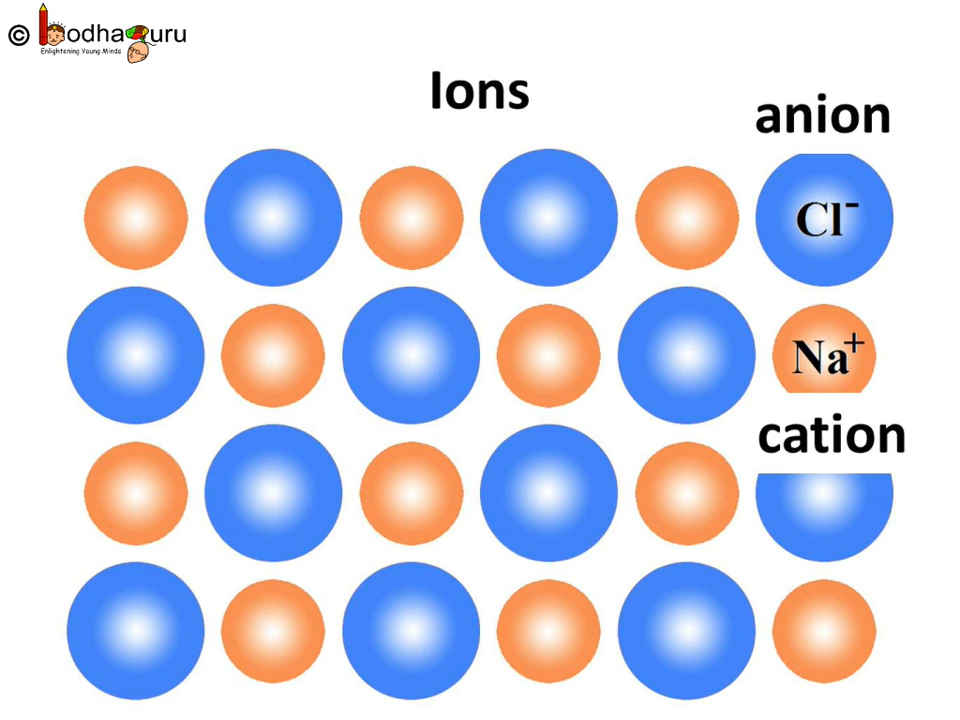 © BodhaGuru
Enlightening Young Minds
Ions
anion
Cl⁻
Na⁺
cation